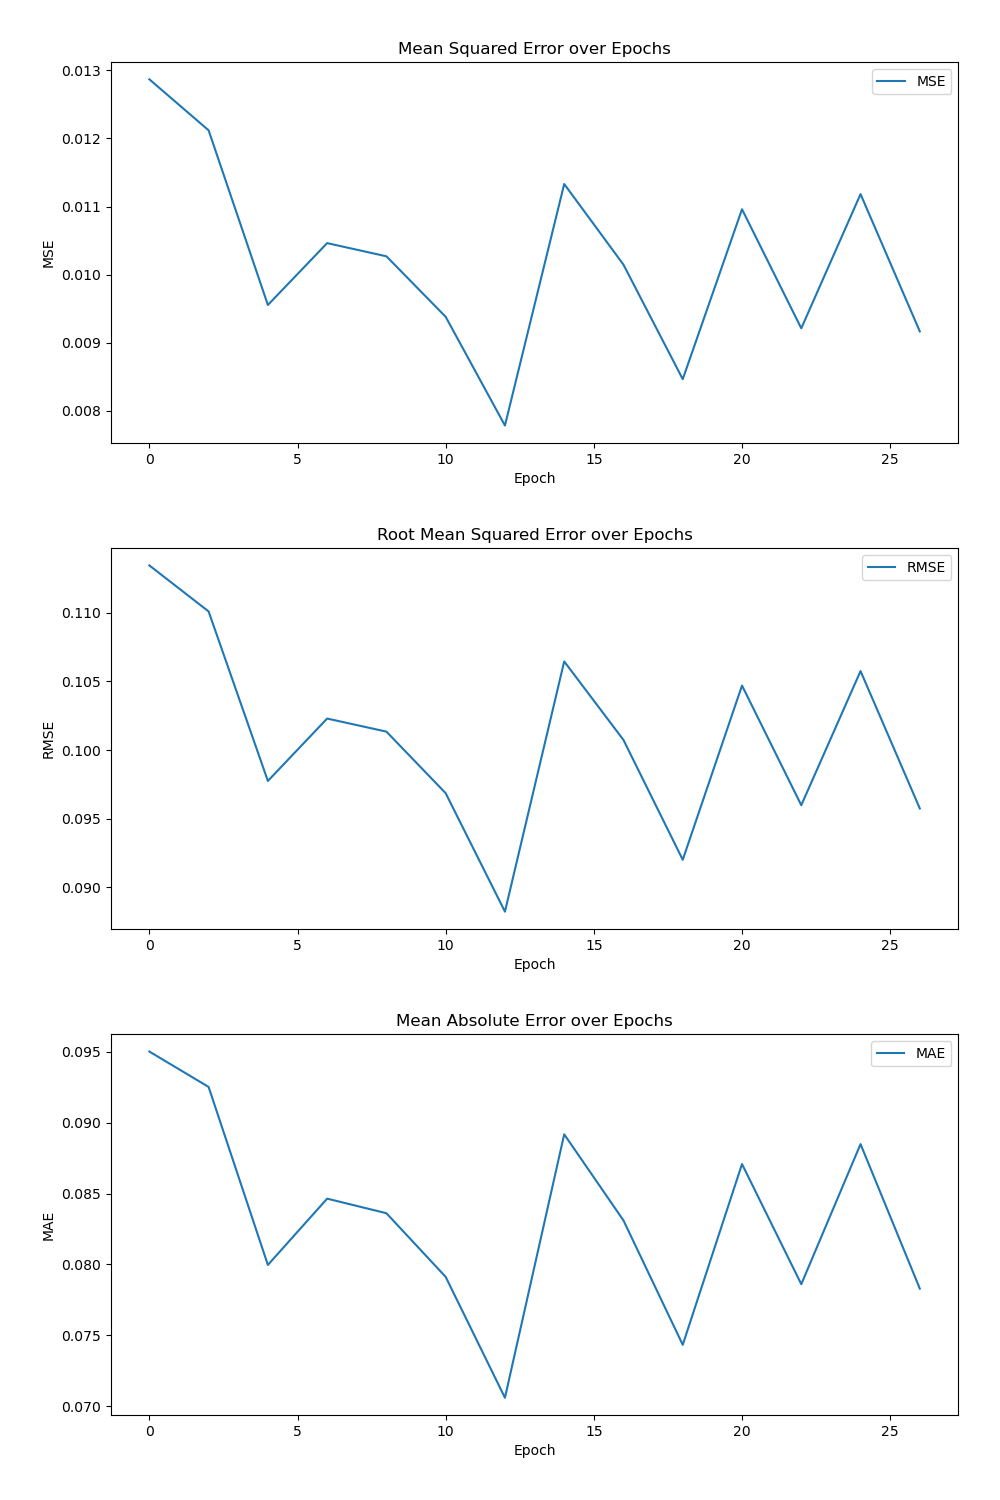 Mean Squared Error over Epochs
MSE
0.013
0.012
0.011
0.010
0.009
0.008
MSE
0 5 10 15 20 25
Epoch
Root Mean Squared Error over Epochs
RMSE
0.110
0.105
0.100
0.095
0.090
RMSE
0 5 10 15 20 25
Epoch
Mean Absolute Error over Epochs
MAE
0.095
0.090
0.085
0.080
0.075
0.070
MAE
0 5 10 15 20 25
Epoch